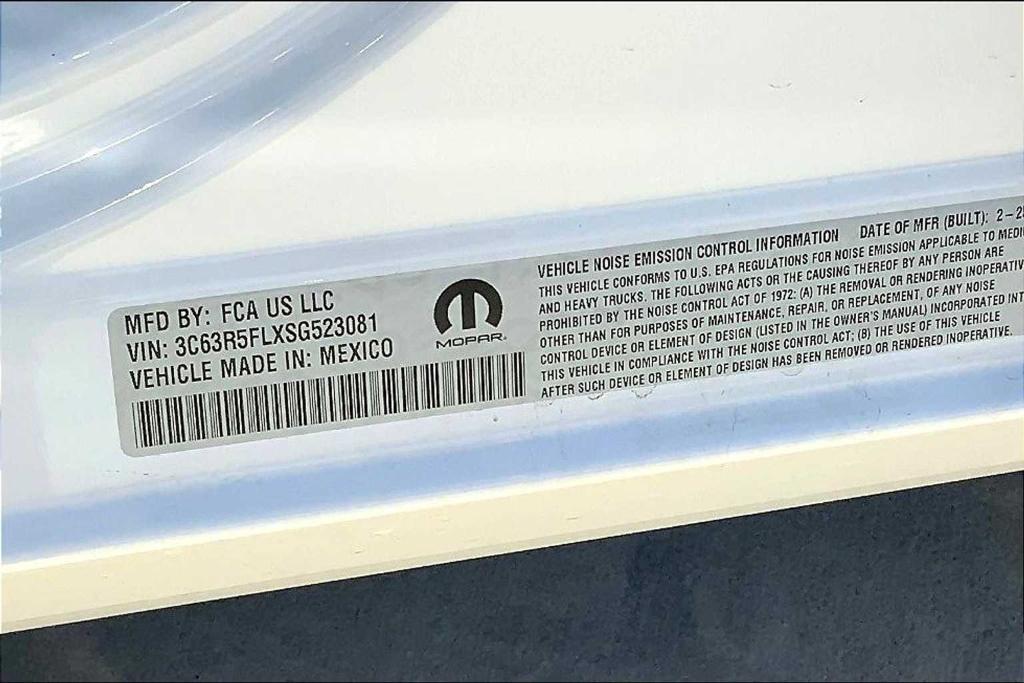 MFD BY: FCA US LLC
VIN: 3C63R5FLXSG523081
VEHICLE MADE IN: MEXICO
MOPAR
VEHICLE NOISE EMISSION CONTROL INFORMATION DATE OF MFR (BUILT): 2-2
THIS VEHICLE CONFORMS TO U.S. EPA REGULATIONS FOR NOISE EMISSION APPLICABLE TO MEDI
AND HEAVY TRUCKS. THE FOLLOWING ACTS OR THE CAUSING THEREOF BY ANY PERSON ARE
PROHIBITED BY THE NOISE CONTROL ACT OF 1972: (A) THE REMOVAL OR RENDERING INOPERATIV
OTHER THAN FOR PURPOSES OF MAINTENANCE, REPAIR, OR REPLACEMENT, OF ANY NOISE
CONTROL DEVICE OR ELEMENT OF DESIGN (LISTED IN THE OWNER'S MANUAL) INCORPORATED INT
THIS VEHICLE IN COMPLIANCE WITH THE NOISE CONTROL ACT; (B) THE USE OF THIS VEHICLE
AFTER SUCH DEVICE OR ELEMENT OF DESIGN HAS BEEN REMOVED OR RENDERED INOPERATIVE.